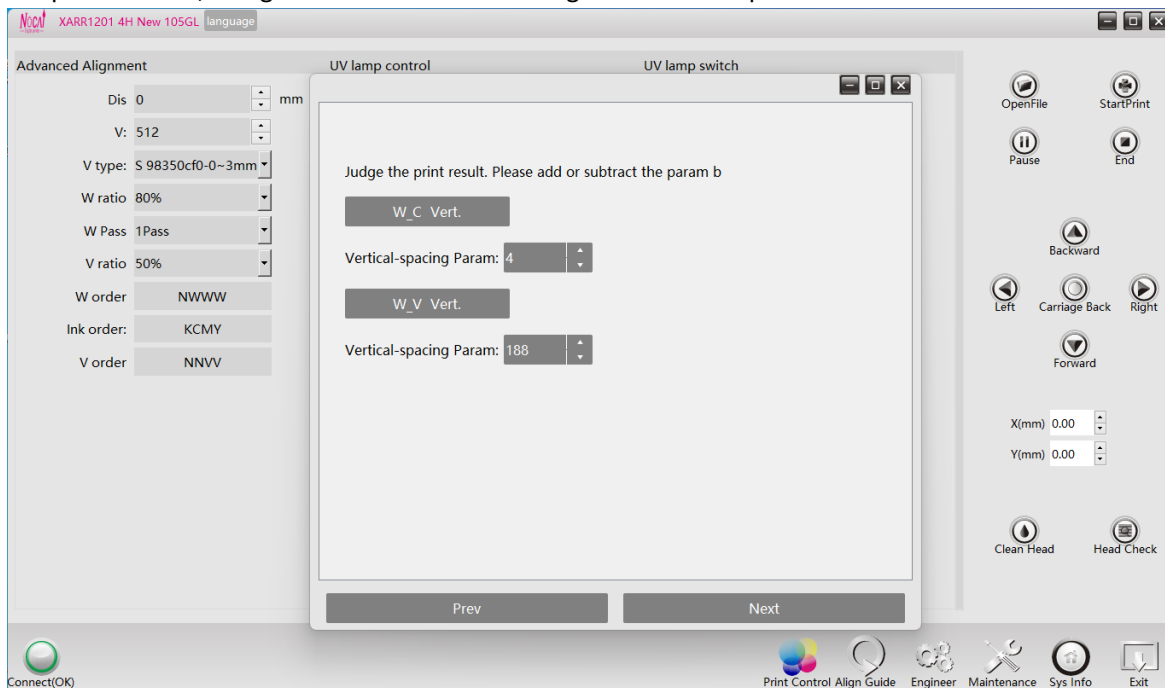 Nocai
XARR1201 4H New 105GL language
Advanced Alignment
UV lamp control
UV lamp switch
Dis 0 mm
V: 512
V type: S 98350cf0-0~3mm
W ratio 80%
W Pass 1Pass
V ratio 50%
W order NWWW
Ink order: KCMY
V order NNVV
Judge the print result. Please add or subtract the param b
W_C Vert.
Vertical-spacing Param: 4
W_V Vert.
Vertical-spacing Param: 188
Prev Next
OpenFile StartPrint
Pause End
Backward
Left Carriage Back Right
Forward
X(mm) 0.00
Y(mm) 0.00
Clean Head Head Check
Connect(OK)
Print Control Align Guide Engineer Maintenance Sys Info Exit